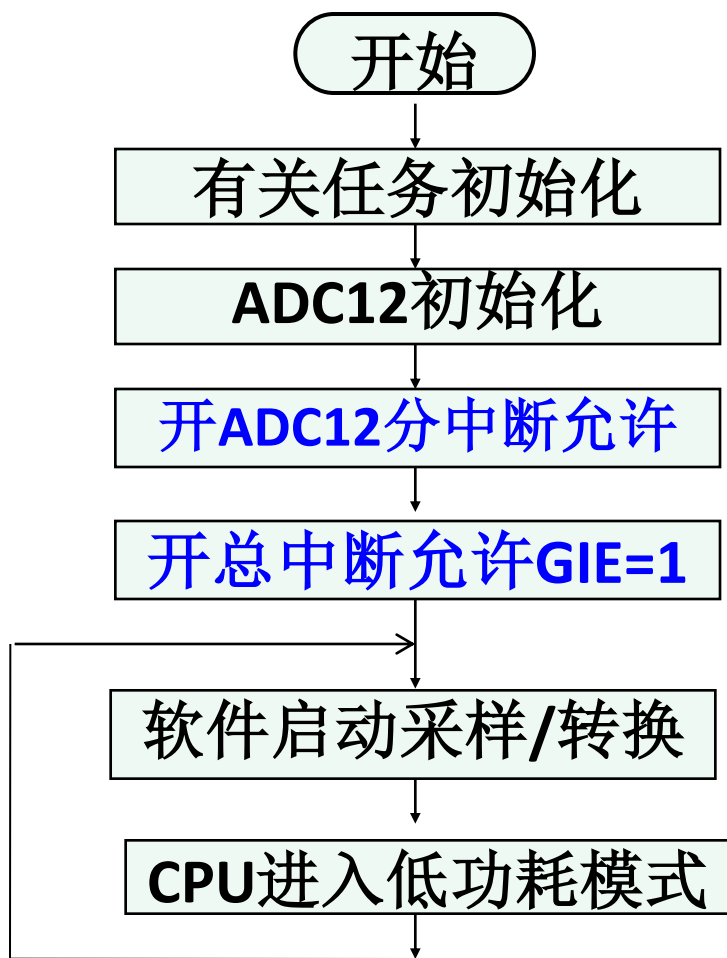 开始
有关任务初始化
ADC12初始化
开ADC12分中断允许
开总中断允许GIE=1
软件启动采样/转换
CPU进入低功耗模式